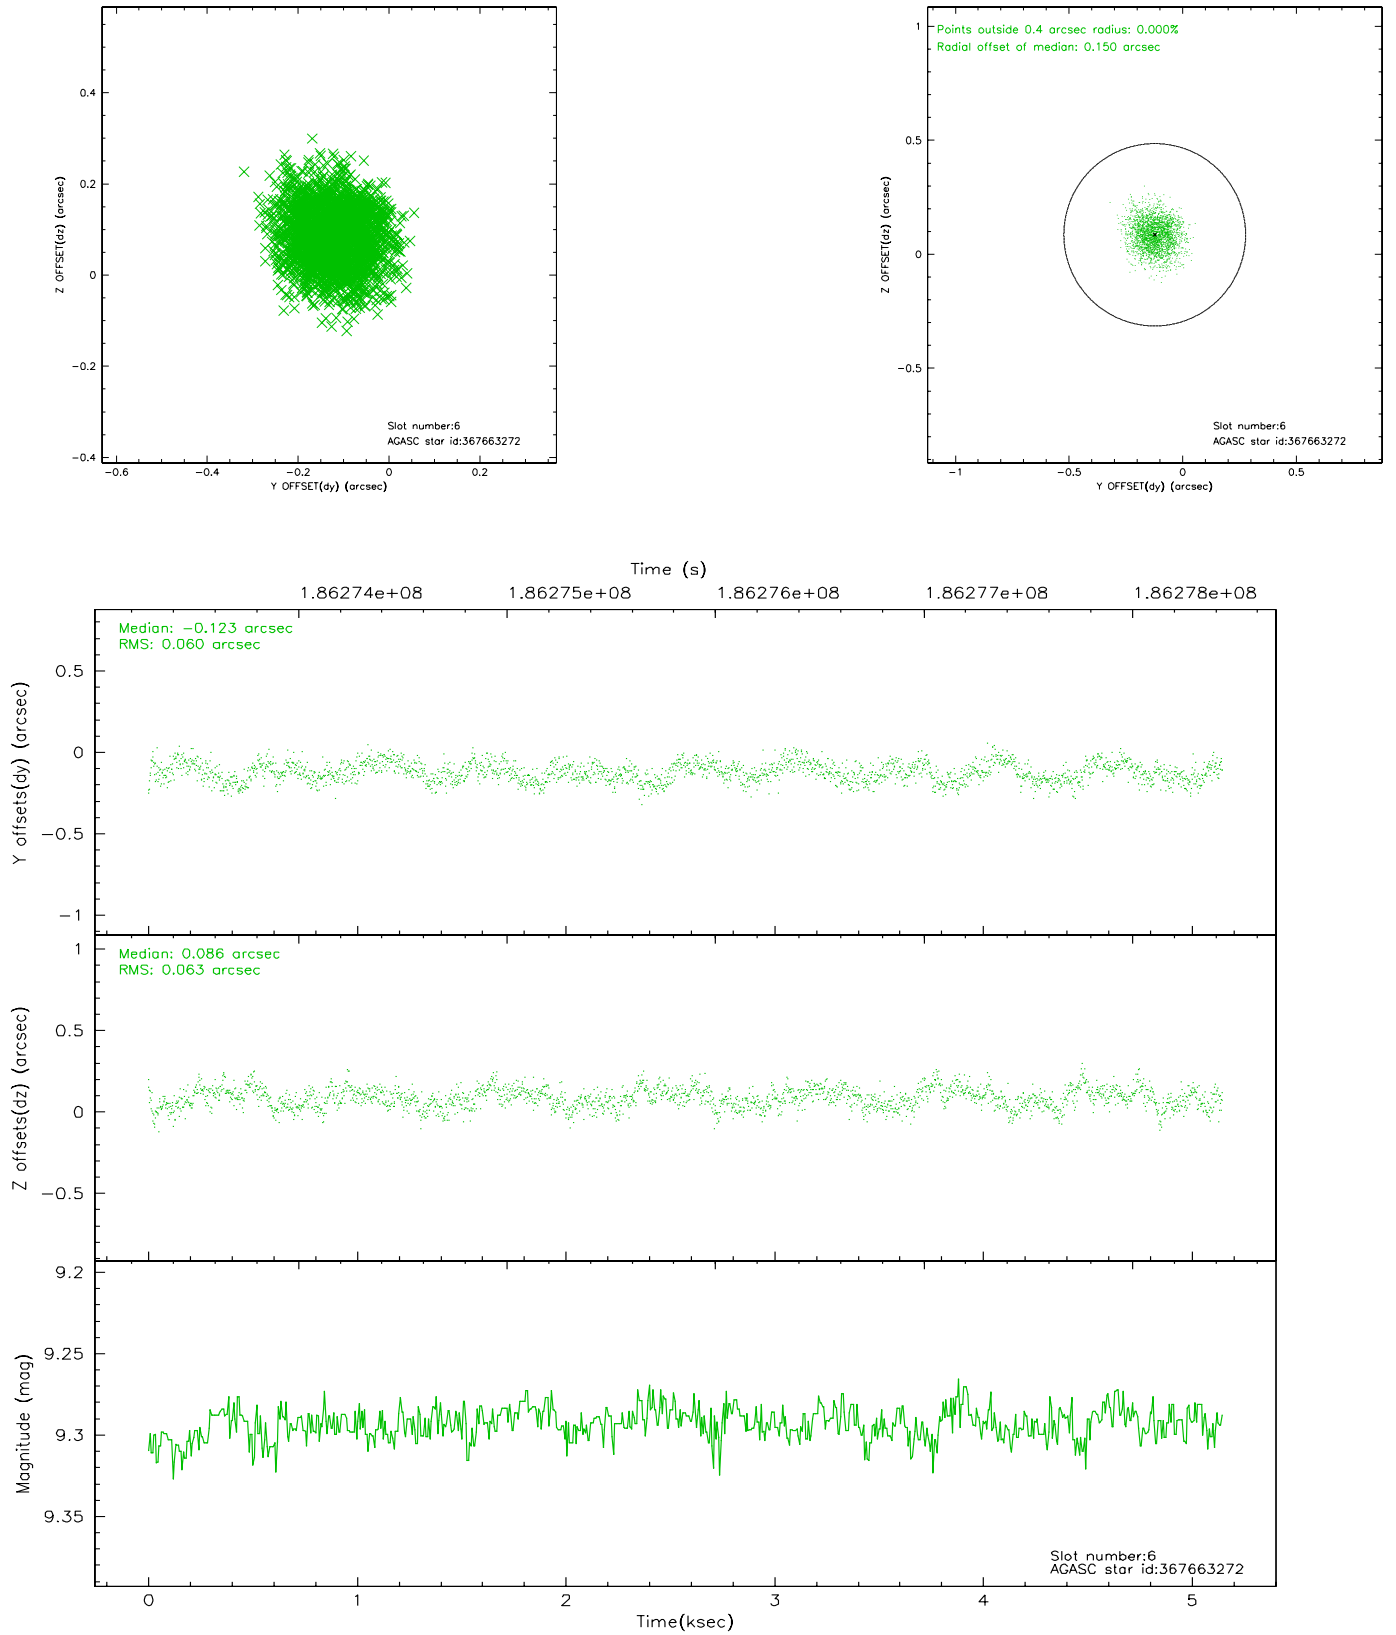 0.4
0.2
0
−0.2
−0.4
Z OFFSET(dz) (arcsec)
Slot number:6
AGASC star id:367663272
−0.6 −0.4 −0.2 0 0.2
Y OFFSET(dy) (arcsec)
Points outside 0.4 arcsec radius: 0.000%
Radial offset of median: 0.150 arcsec
1
0.5
0
−0.5
Z OFFSET(dz) (arcsec)
Slot number:6
AGASC star id:367663272
−1 −0.5 0 0.5
Y OFFSET(dy) (arcsec)
Time (s)
1.86274e+08 1.86275e+08 1.86276e+08 1.86277e+08 1.86278e+08
Median: −0.123 arcsec
RMS: 0.060 arcsec
0.5
0
−0.5
−1
Y offsets(dy) (arcsec)
Median: 0.086 arcsec
RMS: 0.063 arcsec
1
0.5
0
−0.5
Z offsets(dz) (arcsec)
9.2
9.25
9.3
9.35
Magnitude (mag)
Slot number:6
AGASC star id:367663272
0 1 2 3 4 5
Time(ksec)